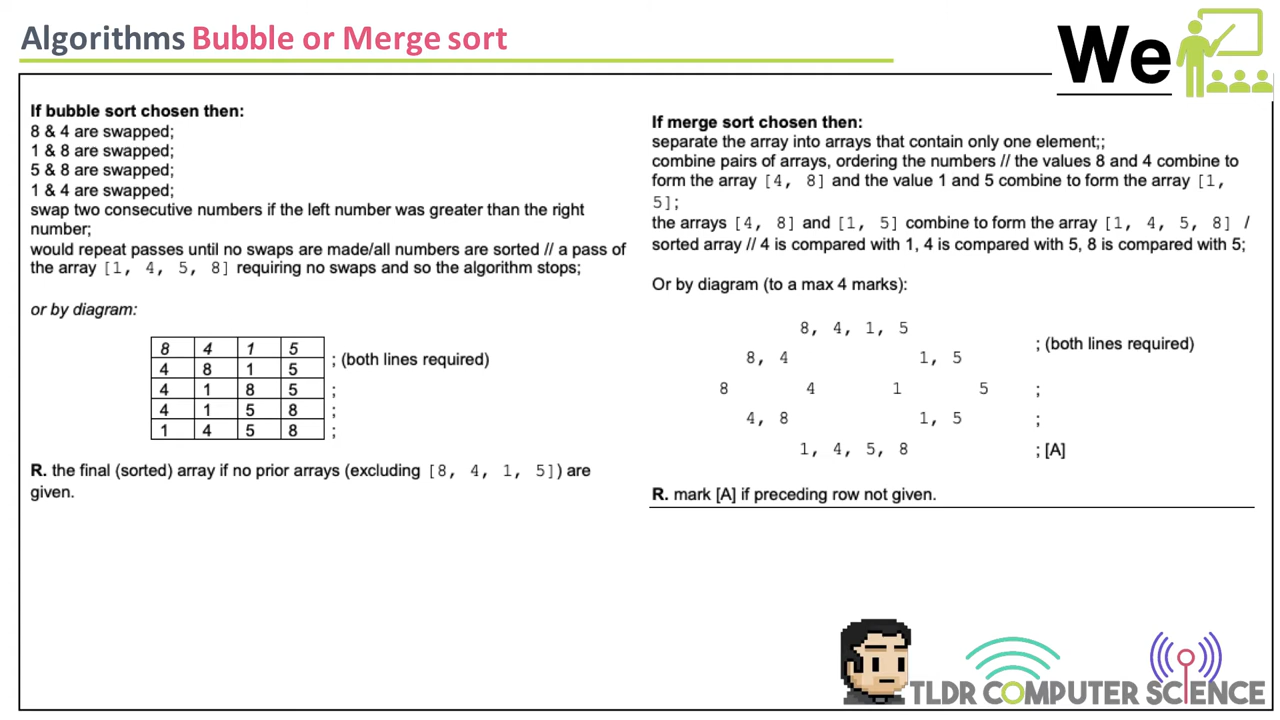 Algorithms Bubble or Merge sort
We
If bubble sort chosen then:
8 & 4 are swapped;
1 & 8 are swapped;
5 & 8 are swapped;
1 & 4 are swapped;
swap two consecutive numbers if the left number was greater than the right
number;
would repeat passes until no swaps are made/all numbers are sorted // a pass of
the array [1, 4, 5, 8] requiring no swaps and so the algorithm stops;
or by diagram:
8 4 1 5
4 8 1 5 ; (both lines required)
4 1 8 5 ;
4 1 5 8 ;
1 4 5 8 ;
R. the final (sorted) array if no prior arrays (excluding [8, 4, 1, 5]) are
given.
If merge sort chosen then:
separate the array into arrays that contain only one element;;
combine pairs of arrays, ordering the numbers // the values 8 and 4 combine to
form the array [4, 8] and the value 1 and 5 combine to form the array [1,
5];
the arrays [4, 8] and [1, 5] combine to form the array [1, 4, 5, 8] /
sorted array // 4 is compared with 1, 4 is compared with 5, 8 is compared with 5;
Or by diagram (to a max 4 marks):
8, 4, 1, 5
; (both lines required)
8, 4 1, 5
8 4 1 5 ;
4, 8 1, 5 ;
1, 4, 5, 8 ; [A]
R. mark [A] if preceding row not given.
TLDR COMPUTER SCIENCE